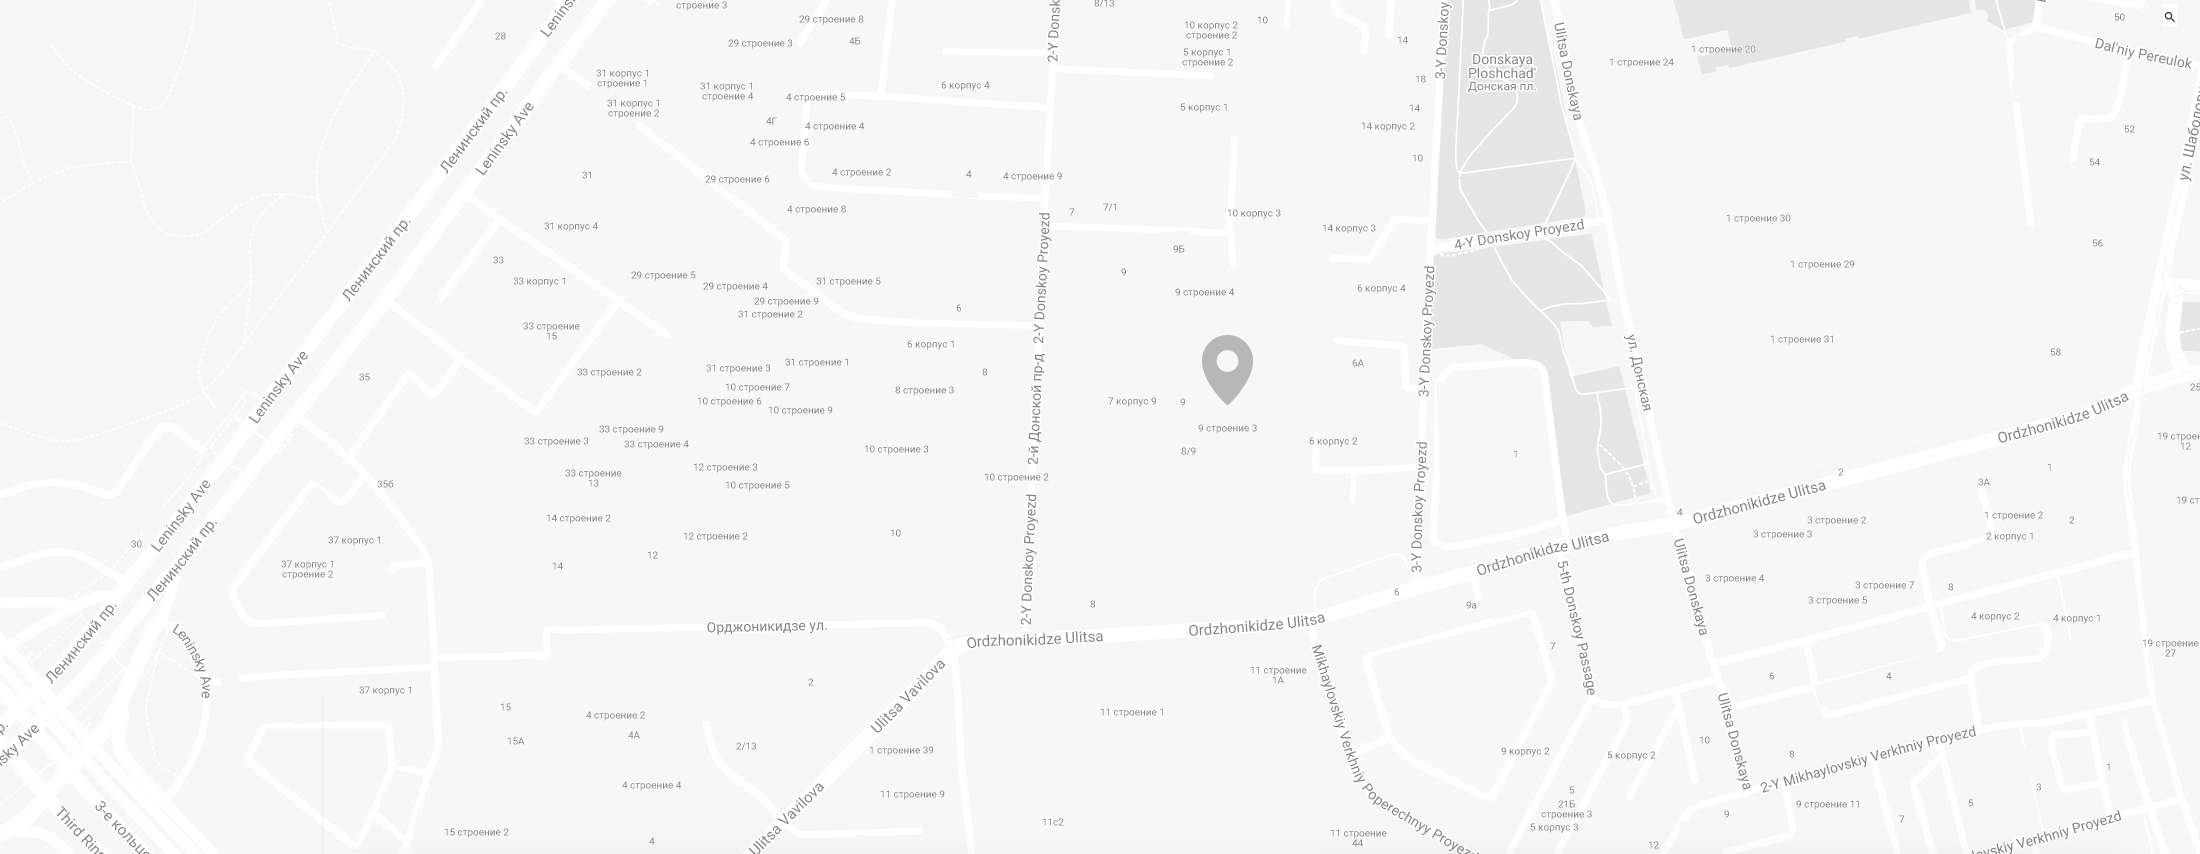 строение 3
29 строение 8
8/13
10 корпус 2
строение 2
10
50
28
29 строение 3
4Б
5 корпус 1
строение 2
14
Donskaya
Ploshchad'
Донская пл.
1 строение 20
1 строение 24
Dal'niy Pereulok
31 корпус 1
строение 1
31 корпус 1
строение 4
4 строение 5
6 корпус 4
18
31 корпус 1
строение 2
5 корпус 1
14
4Г
4 строение 4
14 корпус 2
52
4 строение 6
10
54
31
29 строение 6
4 строение 2
4
4 строение 9
4 строение 8
7
7/1
10 корпус 3
1 строение 30
31 корпус 4
14 корпус 3
4-Y Donskoy Proyezd
9Б
56
33
9
1 строение 29
33 корпус 1
29 строение 5
29 строение 4
31 строение 5
9 строение 4
6 корпус 4
29 строение 9
31 строение 2
6
33 строение
15
6 корпус 1
1 строение 31
58
35
33 строение 2
31 строение 3
31 строение 1
8
6А
10 строение 7
8 строение 3
10 строение 6
10 строение 9
7 корпус 9
9
33 строение 9
9 строение 3
33 строение 3
33 строение 4
10 строение 3
8/9
6 корпус 2
1
33 строение
13
12 строение 3
10 строение 5
10 строение 2
35б
2
1
3А
14 строение 2
4
3 строение 2
1 строение 2
2
30
37 корпус 1
12 строение 2
10
3 строение 3
2 корпус 1
37 корпус 1
строение 2
14
12
3 строение 4
3 строение 7
8
8
6
9а
3 строение 5
4 корпус 2
4 корпус 1
Орджоникидзе ул.
Ordzhonikidze Ulitsa
Ordzhonikidze Ulitsa
Ordzhonikidze Ulitsa
Ordzhonikidze Ulitsa
Ordzhonikidze Ulitsa
7
19 строение
27
11 строение
1А
37 корпус 1
2
6
4
15
4 строение 2
11 строение 1
15А
4А
2/13
1 строение 39
9 корпус 2
5 корпус 2
10
8
4 строение 4
11 строение 9
5
21Б
строение 3
5 корпус 3
9 строение 11
9
5
3
1
7
15 строение 2
4
11с2
11 строение
44
12
Ленинский пр.
Leninsky Ave
Ленинский пр.
Leninsky Ave
Leninsky Ave
Ленинский пр.
Ленинский пр.
Leninsky Ave
2-Y Donskoy Proyezd
2-й Донской пр-д
2-Y Donskoy Proyezd
3-Y Donskoy
3-Y Donskoy Proyezd
3-Y Donskoy Proyezd
Ulitsa Donskaya
ул. Донская
Ulitsa Donskaya
Ulitsa Donskaya
5-th Donskoy Passage
Ulitsa Vavilova
Ulitsa Vavilova
Mikhaylovskiy Verkhniy Poperechnyy Proyezd
2-Y Mikhaylovskiy Verkhniy Proyezd
Verkhniy Proyezd